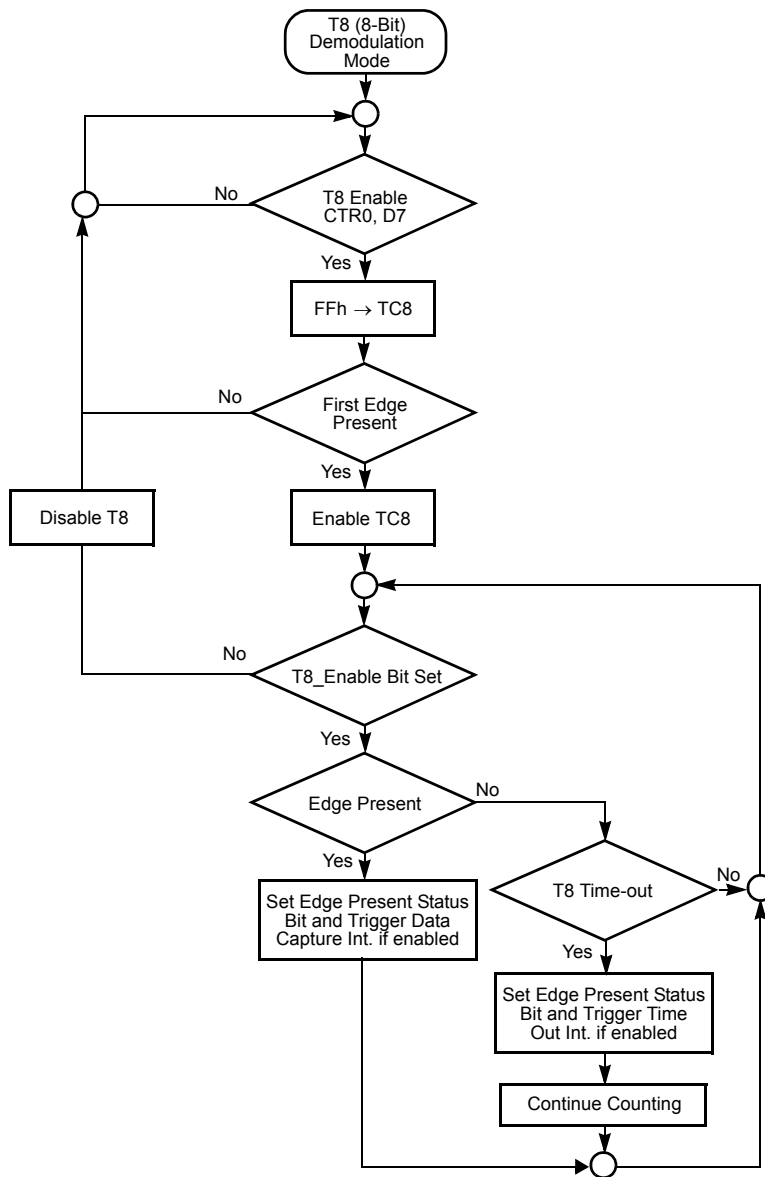 T8 (8-Bit)
Demodulation
Mode
No
T8 Enable
CTR0, D7
Yes
FFh → TC8
No
First Edge
Present
Yes
Disable T8
Enable TC8
No
T8_Enable Bit Set
Yes
Edge Present
No
Yes
T8 Time-out
No
Set Edge Present Status
Bit and Trigger Data
Capture Int. if enabled
Yes
Set Edge Present Status
Bit and Trigger Time
Out Int. if enabled
Continue Counting